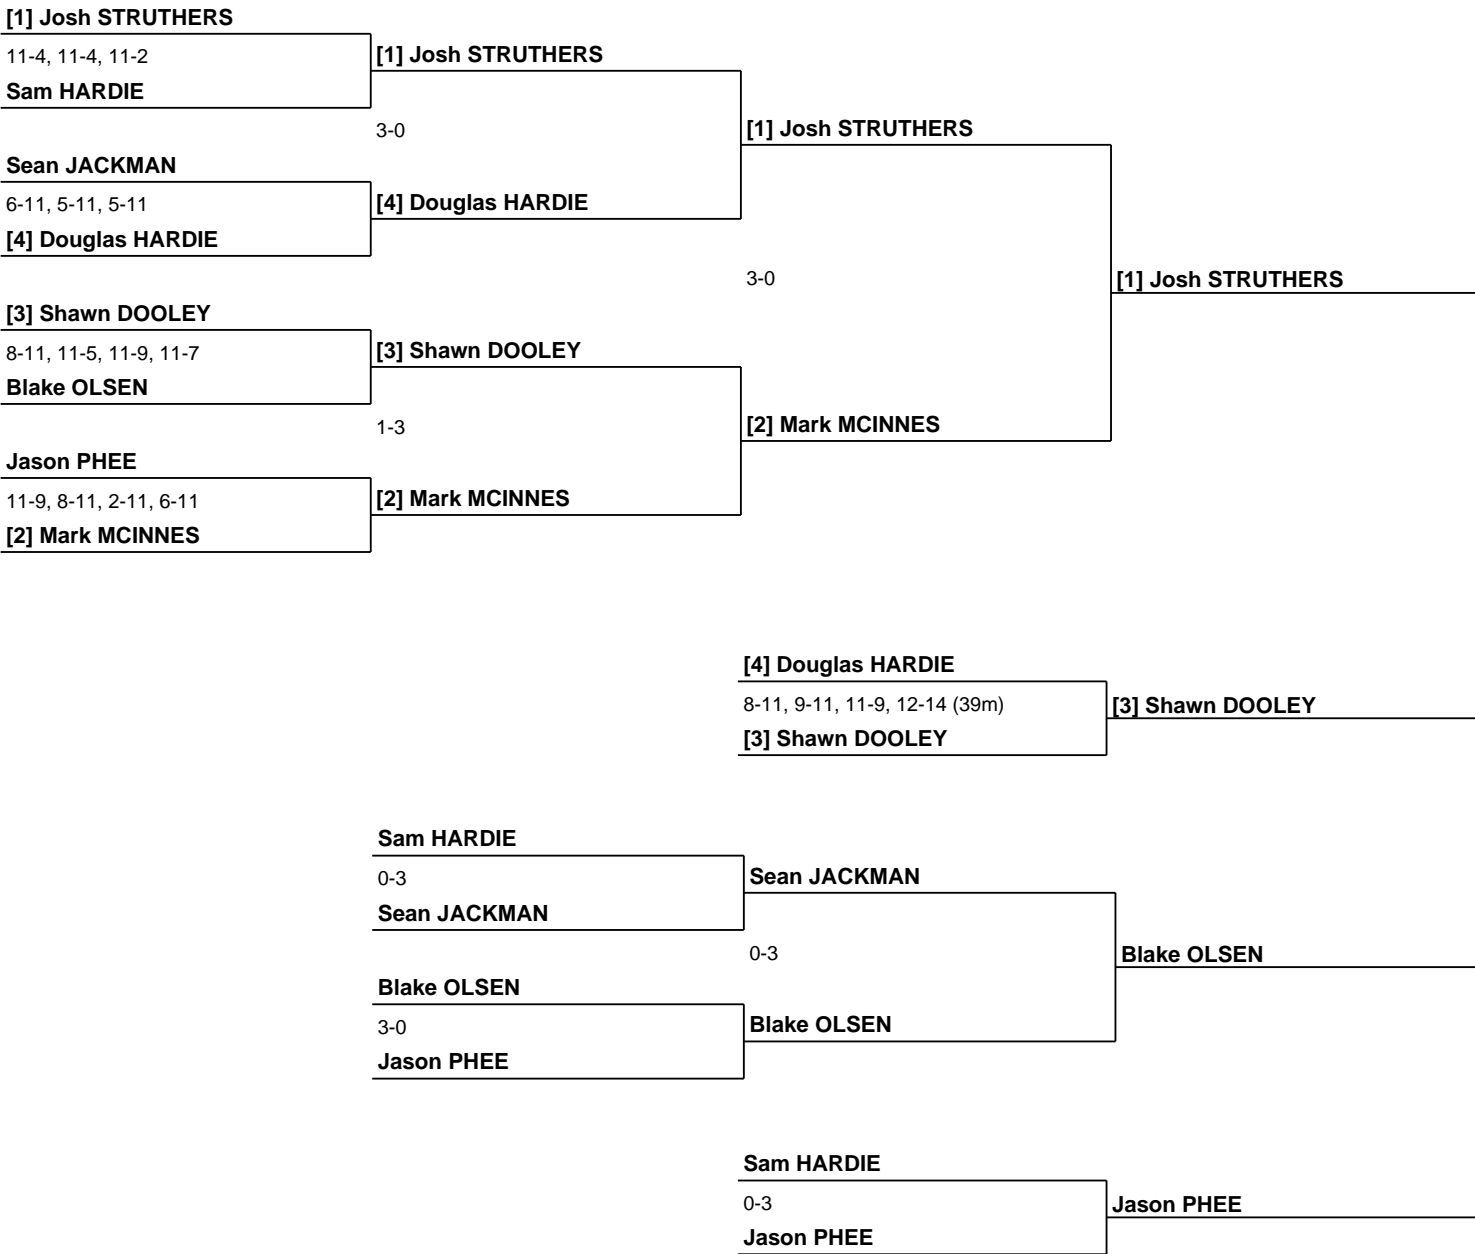 [1] Josh STRUTHERS
11-4, 11-4, 11-2
[1] Josh STRUTHERS
Sam HARDIE
3-0
[1] Josh STRUTHERS
Sean JACKMAN
6-11, 5-11, 5-11
[4] Douglas HARDIE
[4] Douglas HARDIE
3-0
[1] Josh STRUTHERS
[3] Shawn DOOLEY
8-11, 11-5, 11-9, 11-7
[3] Shawn DOOLEY
Blake OLSEN
1-3
[2] Mark MCINNES
Jason PHEE
11-9, 8-11, 2-11, 6-11
[2] Mark MCINNES
[2] Mark MCINNES
[4] Douglas HARDIE
8-11, 9-11, 11-9, 12-14 (39m)
[3] Shawn DOOLEY
[3] Shawn DOOLEY
Sam HARDIE
0-3
Sean JACKMAN
Sean JACKMAN
0-3
Blake OLSEN
Blake OLSEN
3-0
Blake OLSEN
Jason PHEE
Sam HARDIE
0-3
Jason PHEE
Jason PHEE